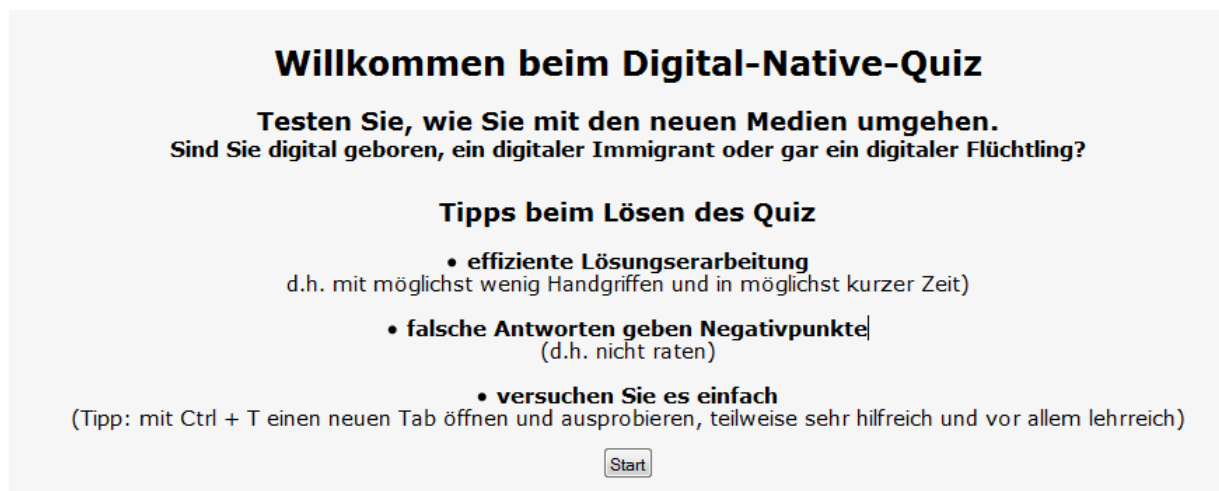 Willkommen beim Digital-Native-Quiz
Testen Sie, wie Sie mit den neuen Medien umgehen.
Sind Sie digital geboren, ein digitaler Immigrant oder gar ein digitaler Flüchtling?
Tipps beim Lösen des Quiz
• effiziente Lösungserarbeitung
d.h. mit möglichst wenig Handgriffen und in möglichst kurzer Zeit)
• falsche Antworten geben Negativpunkte
(d.h. nicht raten)
• versuchen Sie es einfach
(Tipp: mit Ctrl + T einen neuen Tab öffnen und ausprobieren, teilweise sehr hilfreich und vor allem lehrreich)
Start